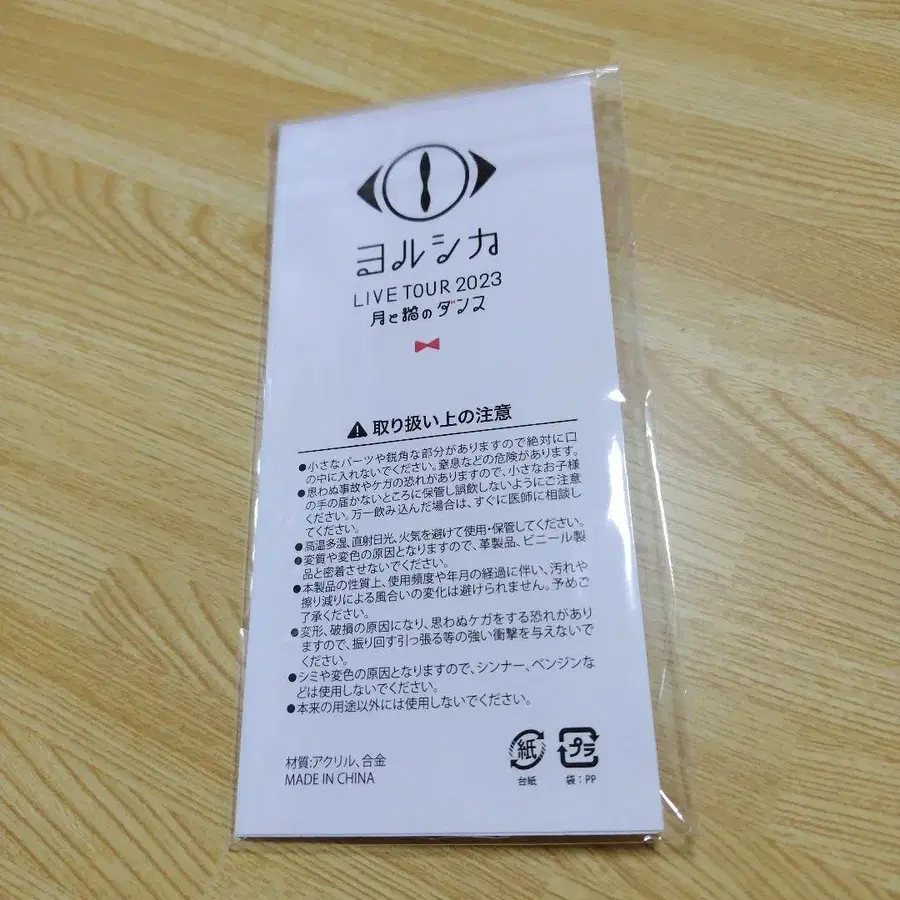 ヨルシカ
LIVE TOUR 2023
月と猫のダンス
取り扱い上の注意
●小さなパーツや鋭角な部分がありますので絶対に口
の中に入れないでください。窒息などの危険があります。
●思わぬ事故やケガの恐れがありますので、小さなお子様
の手の届かないところに保管し誤飲しないようにご注意
ください。万一飲み込んだ場合は、すぐに医師に相談し
てください。
●高温多湿、直射日光、火気を避けて使用・保管してください。
●変質や変色の原因となりますので、革製品、ビニール製
品と密着させないでください。
●本製品の性質上、使用頻度や年月の経過に伴い、汚れや
擦り減りによる風合いの変化は避けられません。予めご
了承ください。
●変形、破損の原因になり、思わぬケガをする恐れがあり
ますので、振り回す引っ張る等の強い衝撃を与えないで
ください。
●シミや変色の原因となりますので、シンナー、ベンジンな
どは使用しないでください。
●本来の用途以外には使用しないでください。
材質:アクリル、合金
MADE IN CHINA
紙
台紙
プラ
袋：PP